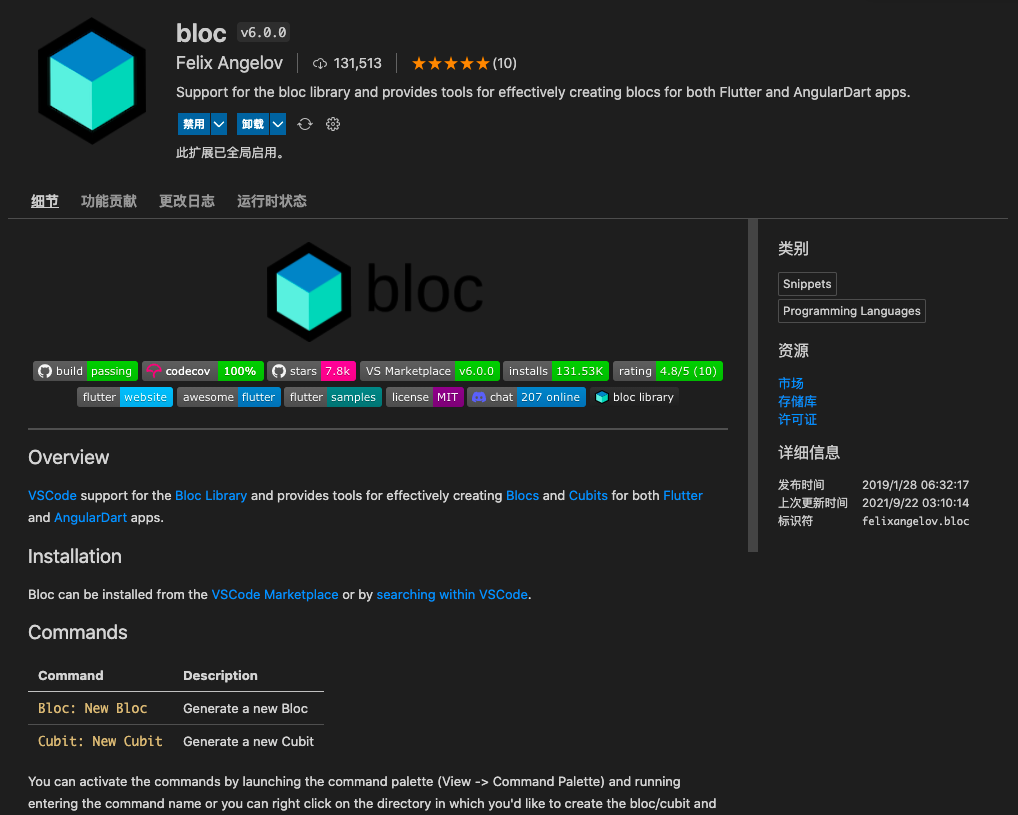 bloc v6.0.0
Felix Angelov 131,513 ★★★★★(10)
Support for the bloc library and provides tools for effectively creating blocs for both Flutter and AngularDart apps.
禁用 卸载
此扩展已全局启用。
细节 功能贡献 更改日志 运行时状态
bloc
build passing codecov 100% stars 7.8k VS Marketplace v6.0.0 installs 131.53K rating 4.8/5 (10)
flutter website awesome flutter flutter samples license MIT chat 207 online bloc library
Overview
VSCode support for the Bloc Library and provides tools for effectively creating Blocs and Cubits for both Flutter
and AngularDart apps.
Installation
Bloc can be installed from the VSCode Marketplace or by searching within VSCode.
Commands
Command Description
Bloc: New Bloc Generate a new Bloc
Cubit: New Cubit Generate a new Cubit
You can activate the commands by launching the command palette (View -> Command Palette) and running
entering the command name or you can right click on the directory in which you'd like to create the bloc/cubit and
类别
Snippets
Programming Languages
资源
市场
存储库
许可证
详细信息
发布时间 2019/1/28 06:32:17
上次更新时间 2021/9/22 03:10:14
标识符 felixangelov.bloc